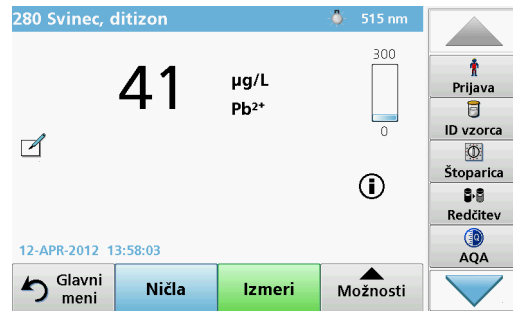 280 Svinec, ditizon
515 nm
41
µg/L
Pb²⁺
300
0
12-APR-2012 13:58:03
Glavni
meni
Ničla
Izmeri
Možnosti
Prijava
ID vzorca
Štoparica
Redčitev
AQA